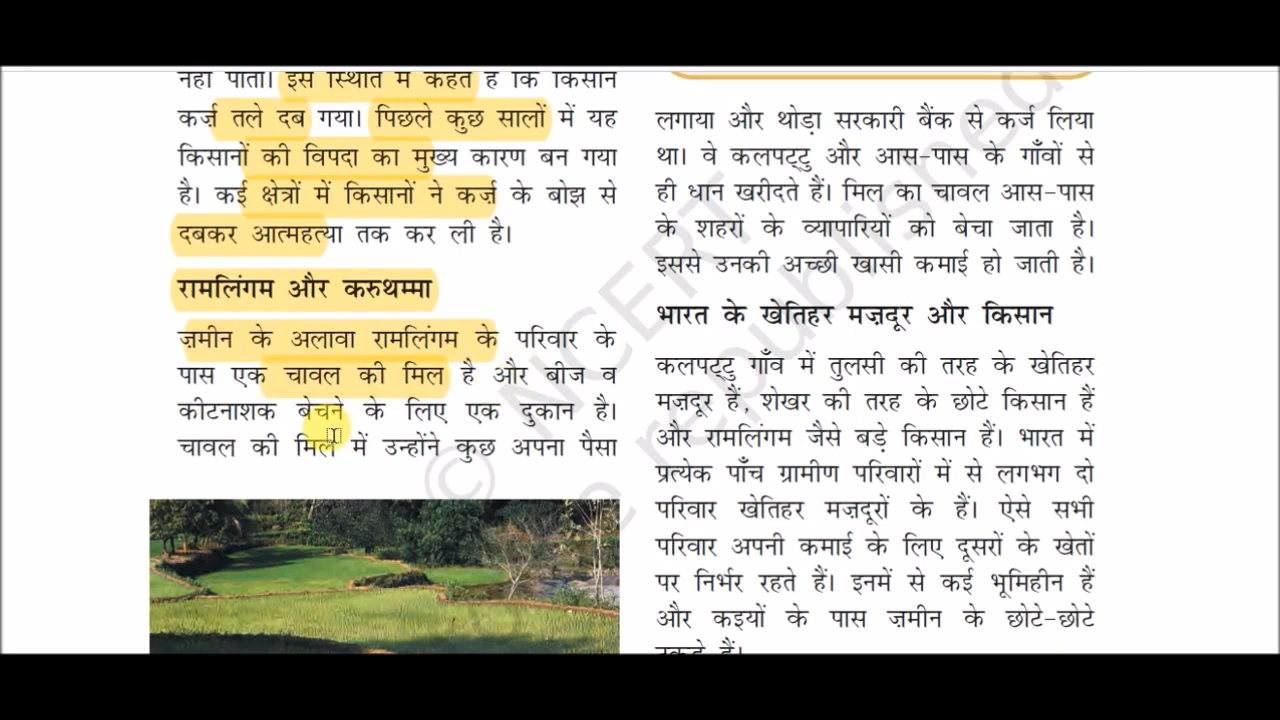 नहीं पाता। इस स्थिति में कहते हैं कि किसान
कर्ज़ तले दब गया। पिछले कुछ सालों में यह
किसानों की विपदा का मुख्य कारण बन गया
है। कई क्षेत्रों में किसानों ने कर्ज़ के बोझ से
दबकर आत्महत्या तक कर ली है।
रामलिंगम और करुथम्मा
ज़मीन के अलावा रामलिंगम के परिवार के
पास एक चावल की मिल है और बीज व
कीटनाशक बेचने के लिए एक दुकान है।
चावल की मिल में उन्होंने कुछ अपना पैसा
लगाया और थोड़ा सरकारी बैंक से कर्ज लिया
था। वे कलपट्टु और आस-पास के गाँवों से
ही धान खरीदते हैं। मिल का चावल आस-पास
के शहरों के व्यापारियों को बेचा जाता है।
इससे उनकी अच्छी खासी कमाई हो जाती है।
भारत के खेतिहर मज़दूर और किसान
कलपट्टु गाँव में तुलसी की तरह के खेतिहर
मज़दूर हैं, शेखर की तरह के छोटे किसान हैं
और रामलिंगम जैसे बड़े किसान हैं। भारत में
प्रत्येक पाँच ग्रामीण परिवारों में से लगभग दो
परिवार खेतिहर मज़दूरों के हैं। ऐसे सभी
परिवार अपनी कमाई के लिए दूसरों के खेतों
पर निर्भर रहते हैं। इनमें से कई भूमिहीन हैं
और कइयों के पास ज़मीन के छोटे-छोटे
टुकड़े हैं।
© NCERT
be republished